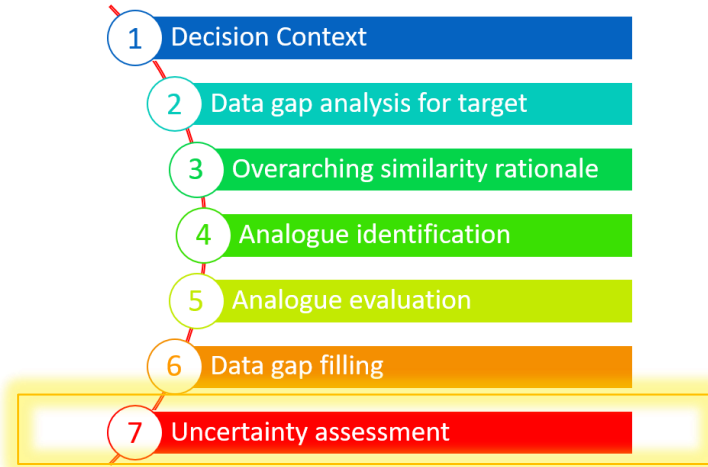 1 Decision Context
2 Data gap analysis for target
3 Overarching similarity rationale
4 Analogue identification
5 Analogue evaluation
6 Data gap filling
7 Uncertainty assessment